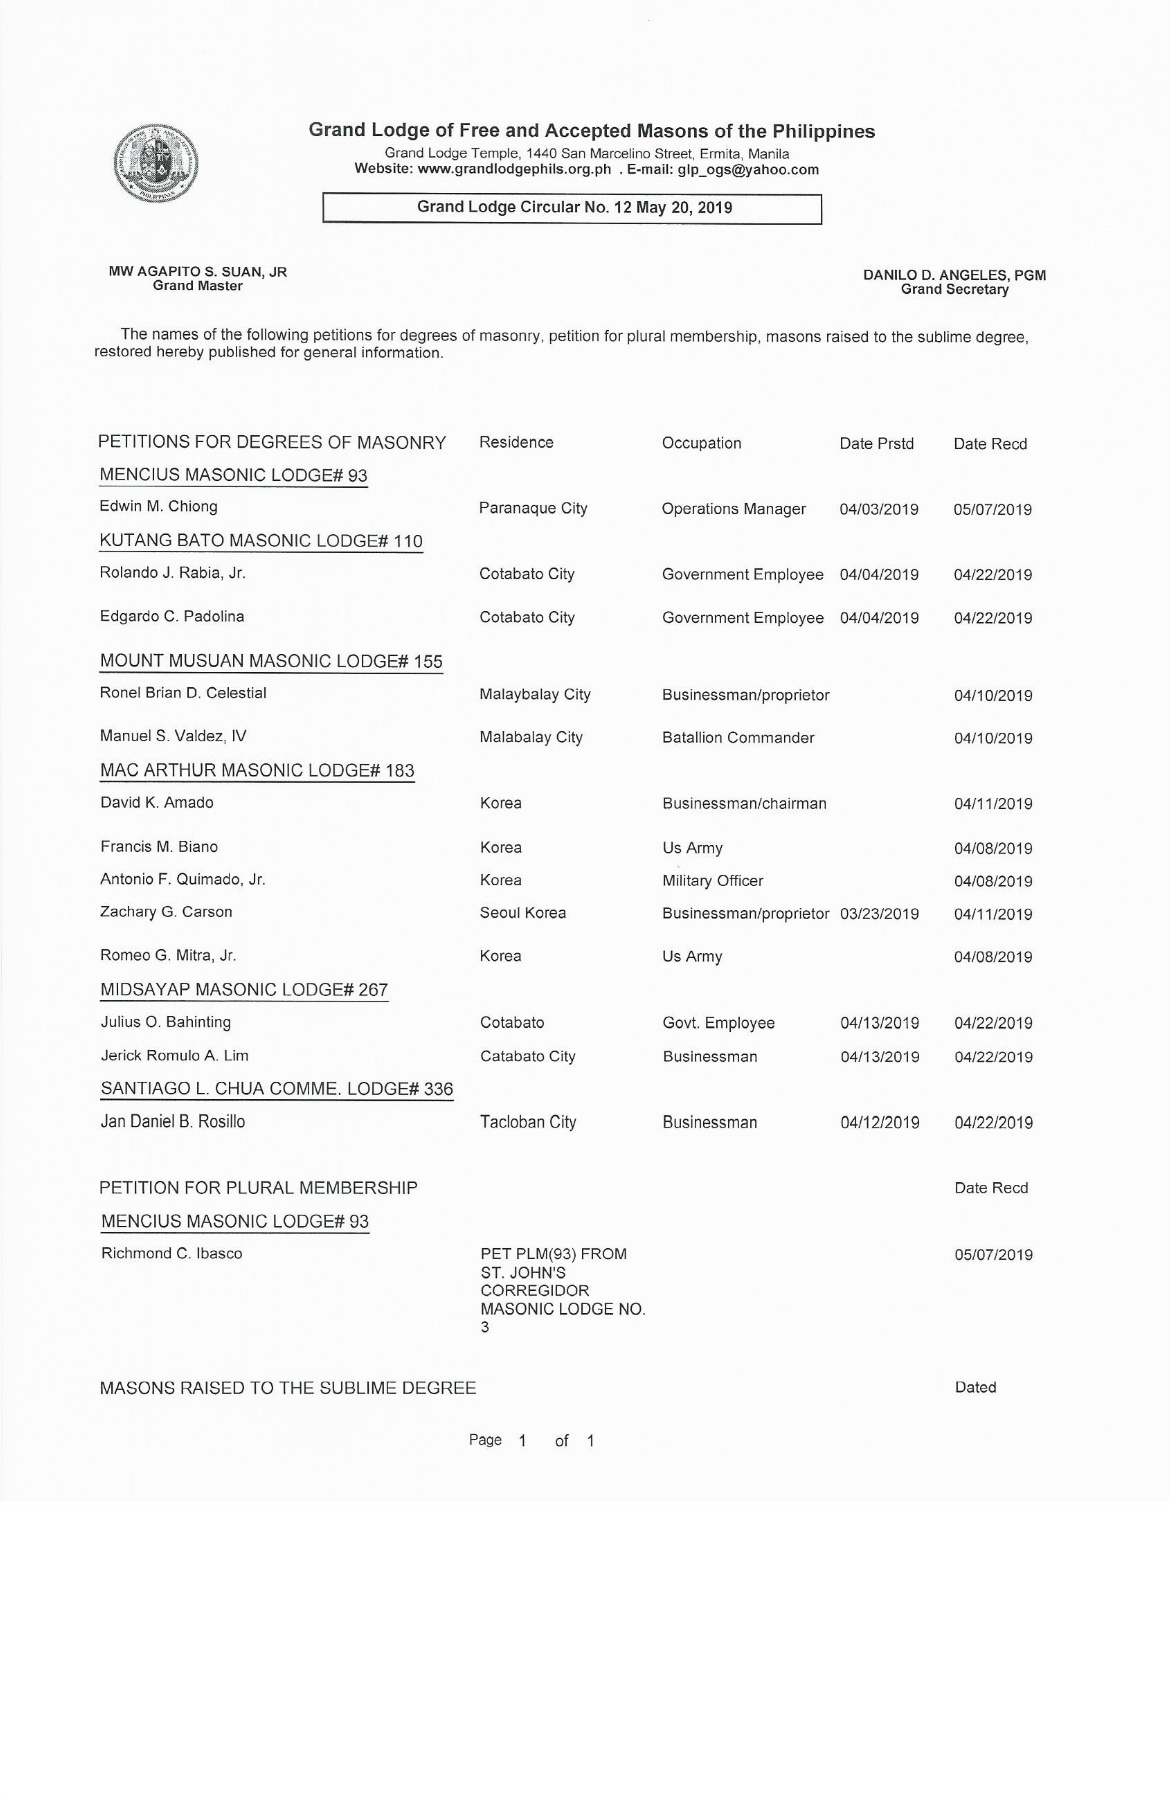 Grand Lodge of Free and Accepted Masons of the Philippines
Grand Lodge Temple, 1440 San Marcelino Street, Ermita, Manila
Website: www.grandlodgephils.org.ph . E-mail: glp_ogs@yahoo.com
Grand Lodge Circular No. 12 May 20, 2019
MW AGAPITO S. SUAN, JR
Grand Master
DANILO D. ANGELES, PGM
Grand Secretary
The names of the following petitions for degrees of masonry, petition for plural membership, masons raised to the sublime degree,
restored hereby published for general information.
PETITIONS FOR DEGREES OF MASONRY Residence Occupation Date Prstd Date Recd
MENCIUS MASONIC LODGE# 93
Edwin M. Chiong Paranaque City Operations Manager 04/03/2019 05/07/2019
KUTANG BATO MASONIC LODGE# 110
Rolando J. Rabia, Jr. Cotabato City Government Employee 04/04/2019 04/22/2019
Edgardo C. Padolina Cotabato City Government Employee 04/04/2019 04/22/2019
MOUNT MUSUAN MASONIC LODGE# 155
Ronel Brian D. Celestial Malaybalay City Businessman/proprietor 04/10/2019
Manuel S. Valdez, IV Malabalay City Batallion Commander 04/10/2019
MAC ARTHUR MASONIC LODGE# 183
David K. Amado Korea Businessman/chairman 04/11/2019
Francis M. Biano Korea Us Army 04/08/2019
Antonio F. Quimado, Jr. Korea Military Officer 04/08/2019
Zachary G. Carson Seoul Korea Businessman/proprietor 03/23/2019 04/11/2019
Romeo G. Mitra, Jr. Korea Us Army 04/08/2019
MIDSAYAP MASONIC LODGE# 267
Julius O. Bahinting Cotabato Govt. Employee 04/13/2019 04/22/2019
Jerick Romulo A. Lim Catabato City Businessman 04/13/2019 04/22/2019
SANTIAGO L. CHUA COMME. LODGE# 336
Jan Daniel B. Rosillo Tacloban City Businessman 04/12/2019 04/22/2019
PETITION FOR PLURAL MEMBERSHIP Date Recd
MENCIUS MASONIC LODGE# 93
Richmond C. Ibasco PET PLM(93) FROM 05/07/2019
ST. JOHN'S
CORREGIDOR
MASONIC LODGE NO.
3
MASONS RAISED TO THE SUBLIME DEGREE Dated
Page 1 of 1